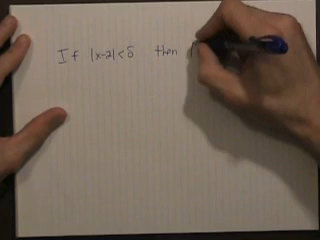 If |x-2|<δ then |